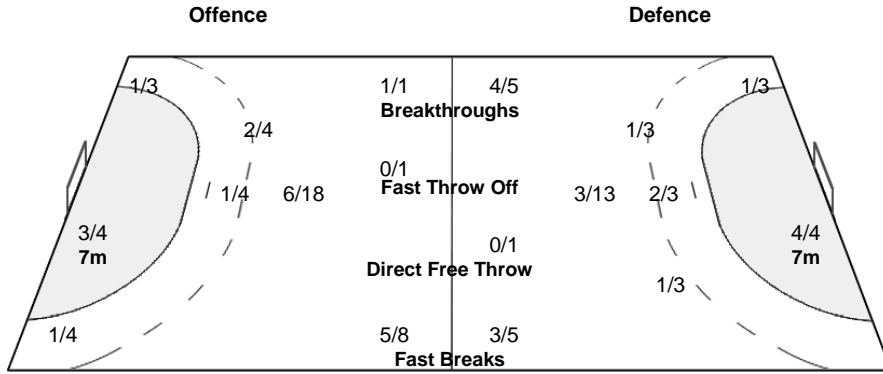 Offence Defence
1/3 1/1 4/5 1/3
Breakthroughs
2/4 1/3
0/1
Fast Throw Off
1/4 6/18 3/13 2/3
3/4 4/4
7m 7m
0/1
Direct Free Throw
1/3
1/4 5/8 3/5
Fast Breaks